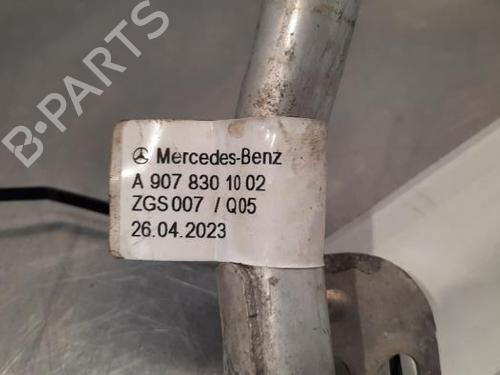 B-PARTS
Mercedes-Benz
A 907 830 10 02
ZGS 007 / Q05
26.04.2023